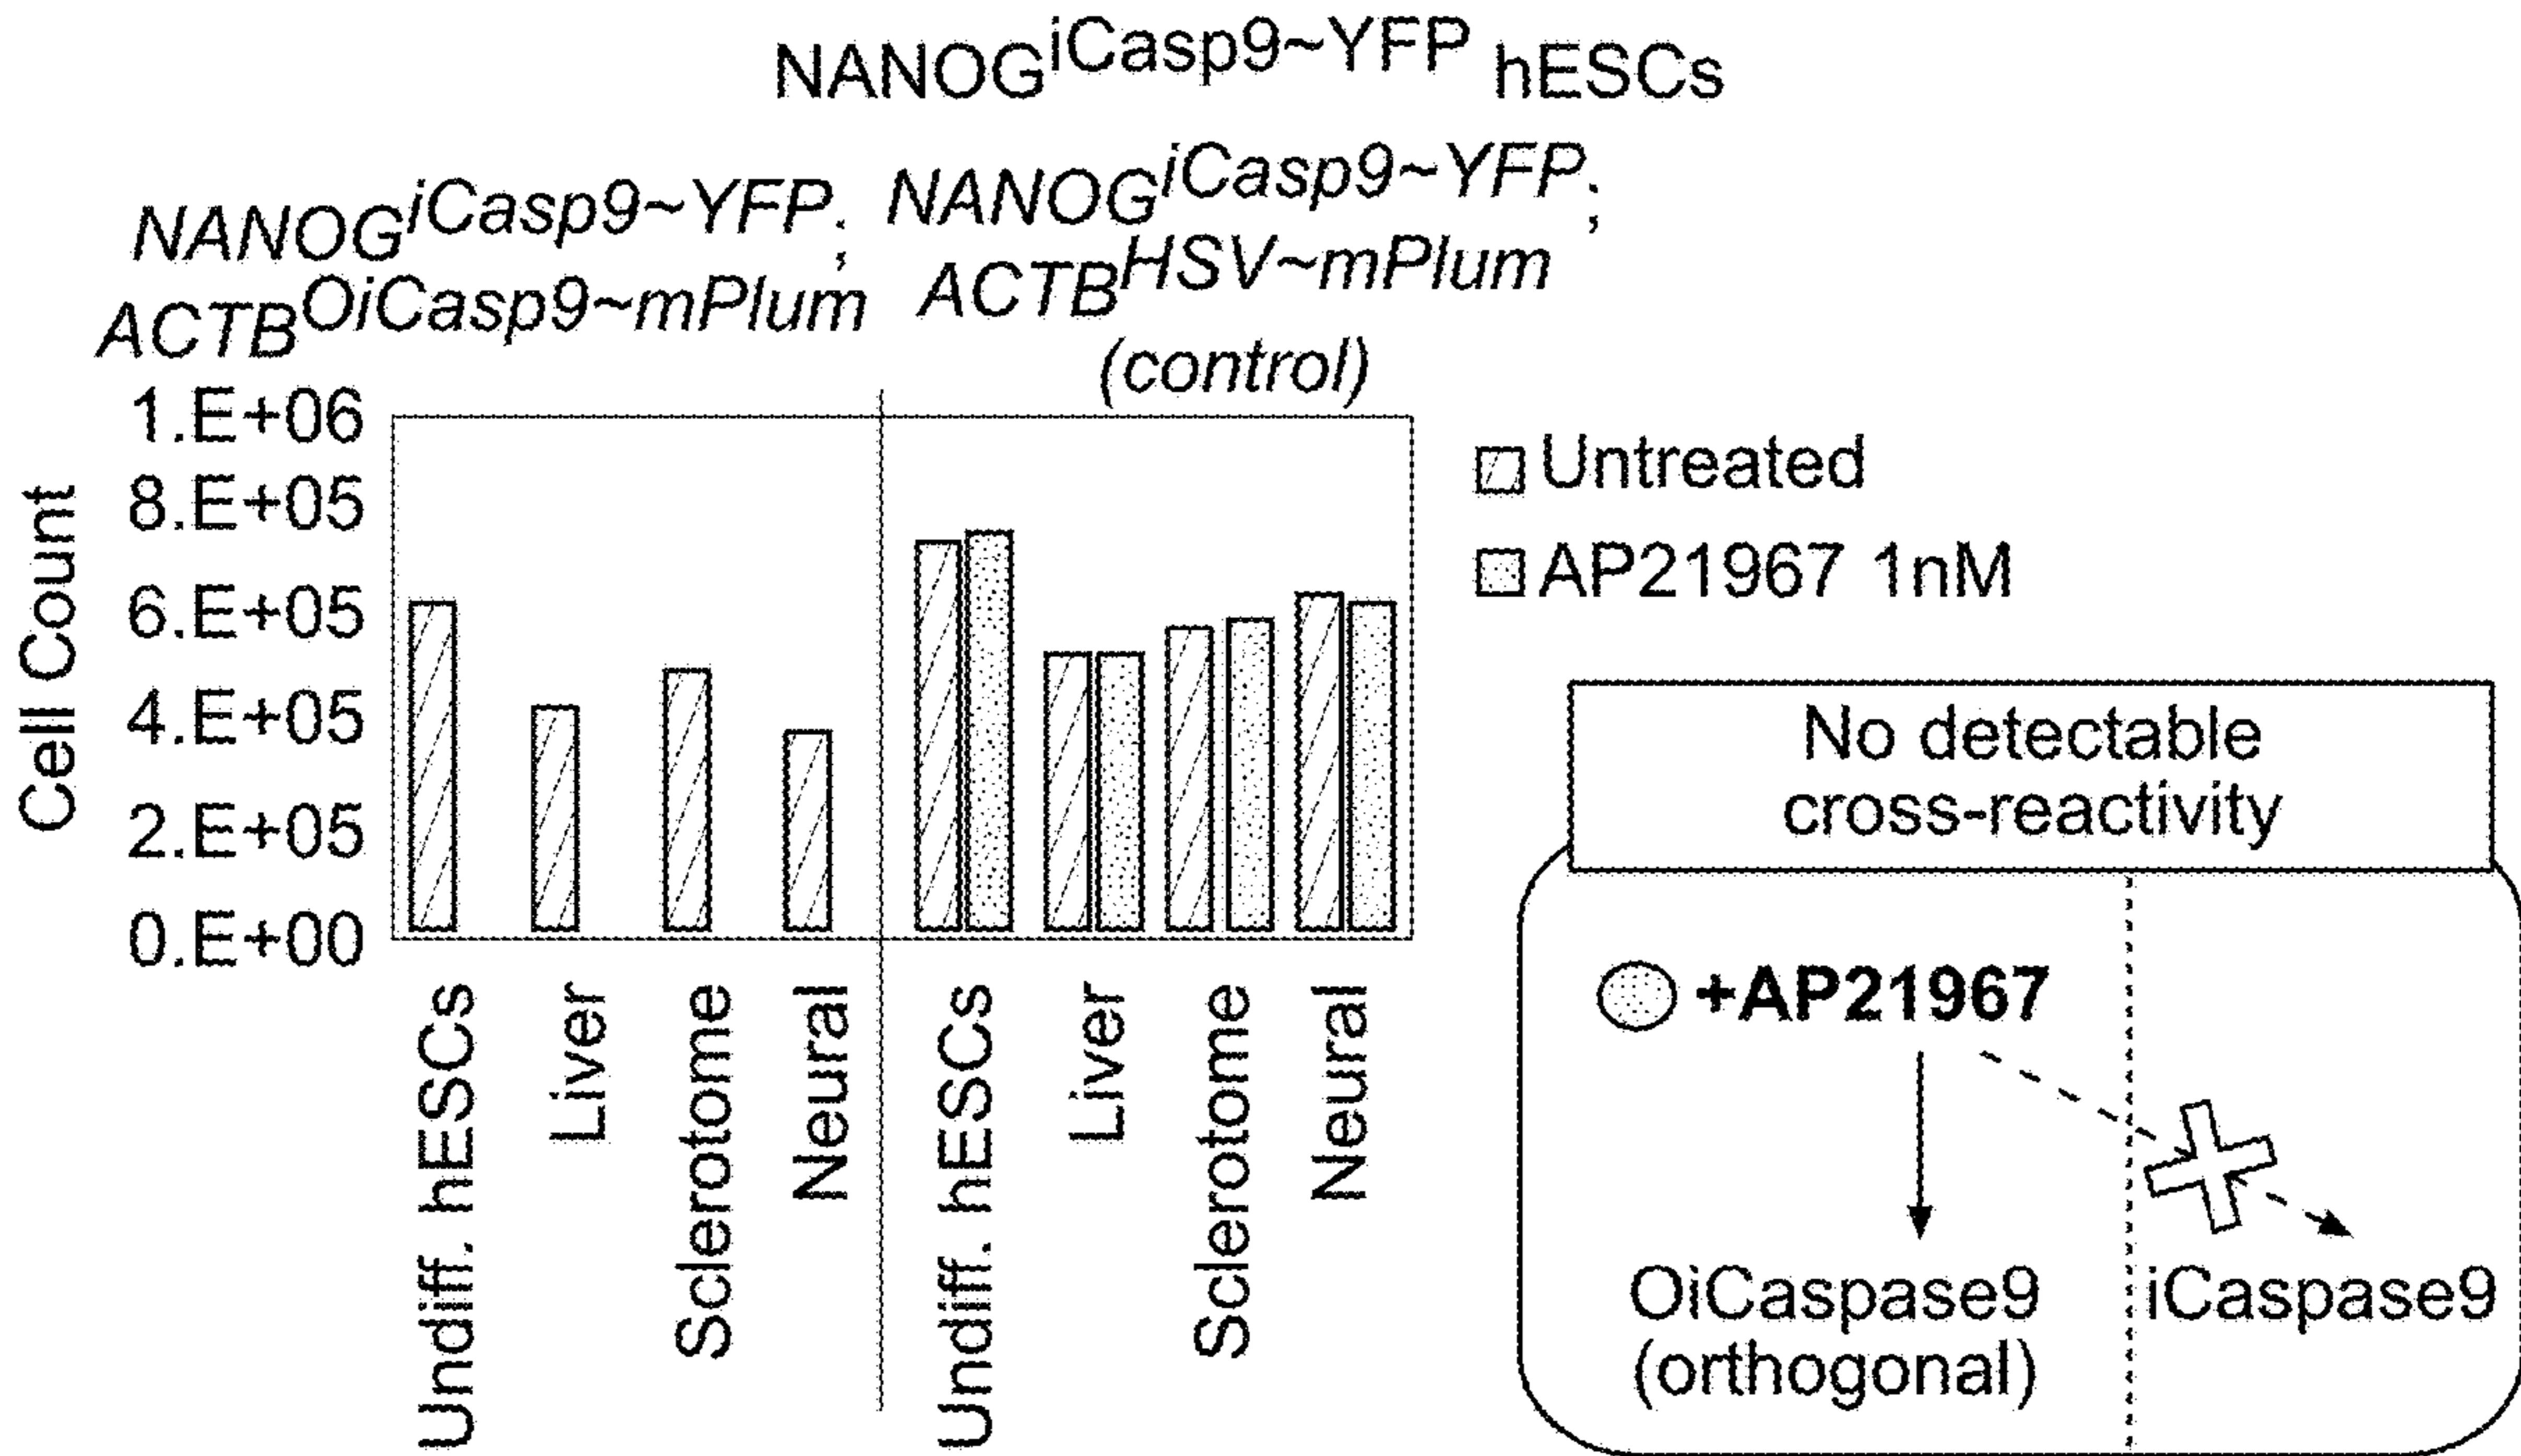 NANOGiCasp9~YFP hESCs
NANOGiCasp9~YFP;
ACTBOiCasp9~mPlum
NANOGiCasp9~YFP;
ACTBHSV~mPlum
(control)
Cell Count
1.E+06
8.E+05
6.E+05
4.E+05
2.E+05
0.E+00
Undiff. hESCs
Liver
Sclerotome
Neural
Undiff. hESCs
Liver
Sclerotome
Neural
Untreated
AP21967 1nM
No detectable
cross-reactivity
+AP21967
OiCaspase9
(orthogonal)
iCaspase9